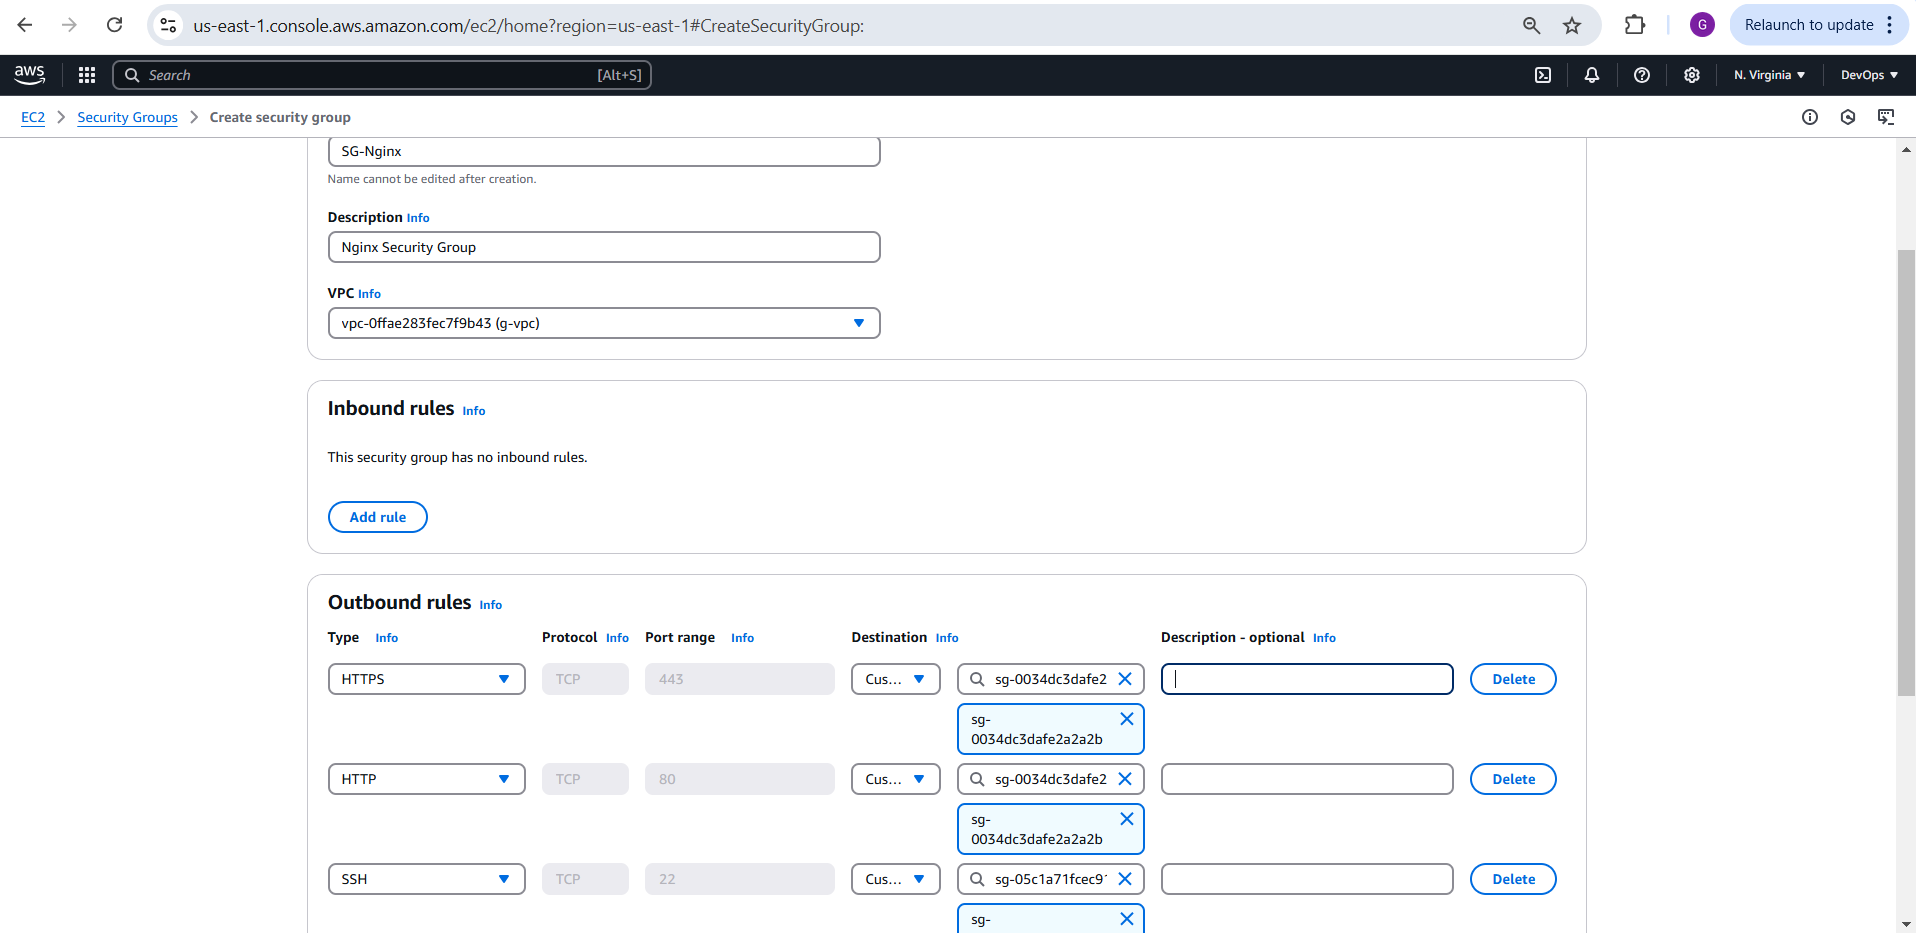 us-east-1.console.aws.amazon.com/ec2/home?region=us-east-1#CreateSecurityGroup:
G
Relaunch to update
aws
Search
[Alt+S]
N. Virginia
DevOps
EC2
Security Groups
Create security group
SG-Nginx
Name cannot be edited after creation.
Description Info
Nginx Security Group
VPC Info
vpc-0ffae283fec7f9b43 (g-vpc)
Inbound rules Info
This security group has no inbound rules.
Add rule
Outbound rules Info
Type Info Protocol Info Port range Info Destination Info Description - optional Info
HTTPS TCP 443 Cus... sg-0034dc3dafe2 Delete
sg-
0034dc3dafe2a2a2b
HTTP TCP 80 Cus... sg-0034dc3dafe2 Delete
sg-
0034dc3dafe2a2a2b
SSH TCP 22 Cus... sg-05c1a71fcec91 Delete
sg-